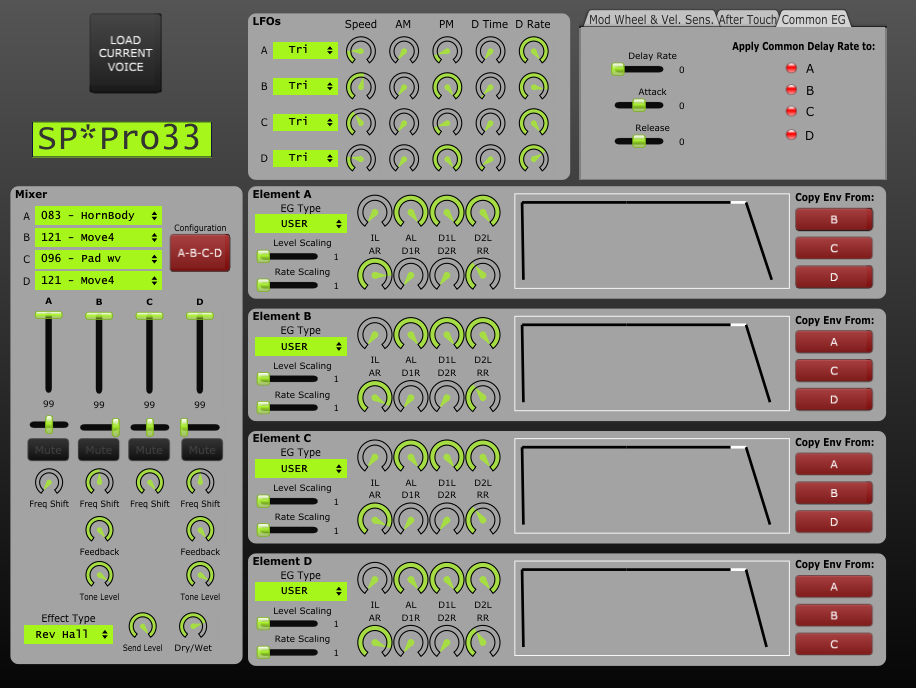 LOAD
CURRENT
VOICE
SP*Pro33
LFOs
Speed AM PM D Time D Rate
A Tri
B Tri
C Tri
D Tri
Mod Wheel & Vel. Sens. After Touch Common EG
Delay Rate
0
Attack
0
Release
0
Apply Common Delay Rate to:
A
B
C
D
Mixer
A 083 - HornBody
B 121 - Move4
C 096 - Pad wv
D 121 - Move4
Configuration
A-B-C-D
A B C D
99 99 99 99
Mute Mute Mute Mute
Freq Shift Freq Shift Freq Shift Freq Shift
Feedback Feedback
Tone Level Tone Level
Effect Type
Rev Hall
Send Level Dry/Wet
Element A
EG Type
USER
Level Scaling
1
Rate Scaling
1
IL AL D1L D2L
AR D1R D2R RR
Copy Env From:
B
C
D
Element B
EG Type
USER
Level Scaling
1
Rate Scaling
1
IL AL D1L D2L
AR D1R D2R RR
Copy Env From:
A
C
D
Element C
EG Type
USER
Level Scaling
1
Rate Scaling
1
IL AL D1L D2L
AR D1R D2R RR
Copy Env From:
A
B
D
Element D
EG Type
USER
Level Scaling
1
Rate Scaling
1
IL AL D1L D2L
AR D1R D2R RR
Copy Env From:
A
B
C